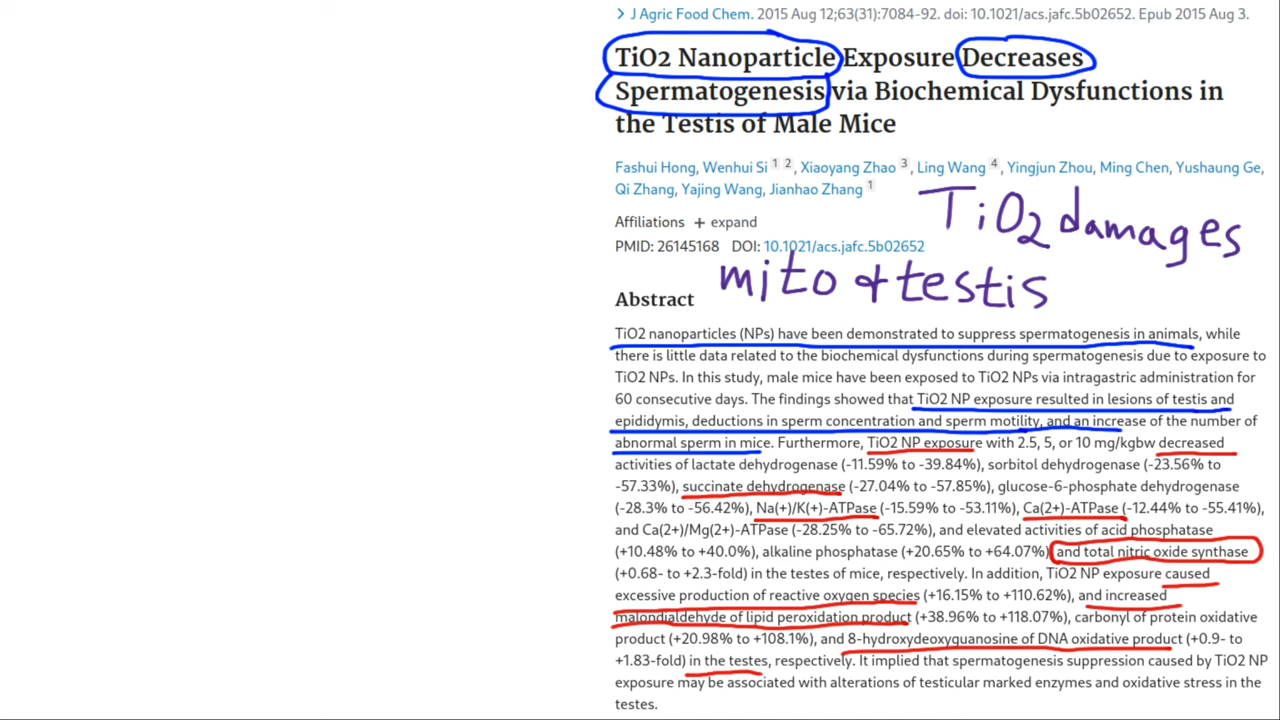 > J Agric Food Chem. 2015 Aug 12;63(31):7084-92. doi: 10.1021/acs.jafc.5b02652. Epub 2015 Aug 3.
TiO2 Nanoparticle Exposure Decreases
Spermatogenesis via Biochemical Dysfunctions in
the Testis of Male Mice
Fashui Hong, Wenhui Si 1 2, Xiaoyang Zhao 3, Ling Wang 4, Yingjun Zhou, Ming Chen, Yushaung Ge,
Qi Zhang, Yajing Wang, Jianhao Zhang 1
TiO2 damages
Affiliations + expand
PMID: 26145168 DOI: 10.1021/acs.jafc.5b02652
mito & testis
Abstract
TiO2 nanoparticles (NPs) have been demonstrated to suppress spermatogenesis in animals, while
there is little data related to the biochemical dysfunctions during spermatogenesis due to exposure to
TiO2 NPs. In this study, male mice have been exposed to TiO2 NPs via intragastric administration for
60 consecutive days. The findings showed that TiO2 NP exposure resulted in lesions of testis and
epididymis, deductions in sperm concentration and sperm motility, and an increase of the number of
abnormal sperm in mice. Furthermore, TiO2 NP exposure with 2.5, 5, or 10 mg/kgbw decreased
activities of lactate dehydrogenase (-11.59% to -39.84%), sorbitol dehydrogenase (-23.56% to
-57.33%), succinate dehydrogenase (-27.04% to -57.85%), glucose-6-phosphate dehydrogenase
(-28.3% to -56.42%), Na(+)/K(+)-ATPase (-15.59% to -53.11%), Ca(2+)-ATPase (-12.44% to -55.41%),
and Ca(2+)/Mg(2+)-ATPase (-28.25% to -65.72%), and elevated activities of acid phosphatase
(+10.48% to +40.0%), alkaline phosphatase (+20.65% to +64.07%), and total nitric oxide synthase
(+0.68- to +2.3-fold) in the testes of mice, respectively. In addition, TiO2 NP exposure caused
excessive production of reactive oxygen species (+16.15% to +110.62%), and increased
malondialdehyde of lipid peroxidation product (+38.96% to +118.07%), carbonyl of protein oxidative
product (+20.98% to +108.1%), and 8-hydroxydeoxyguanosine of DNA oxidative product (+0.9- to
+1.83-fold) in the testes, respectively. It implied that spermatogenesis suppression caused by TiO2 NP
exposure may be associated with alterations of testicular marked enzymes and oxidative stress in the
testes.